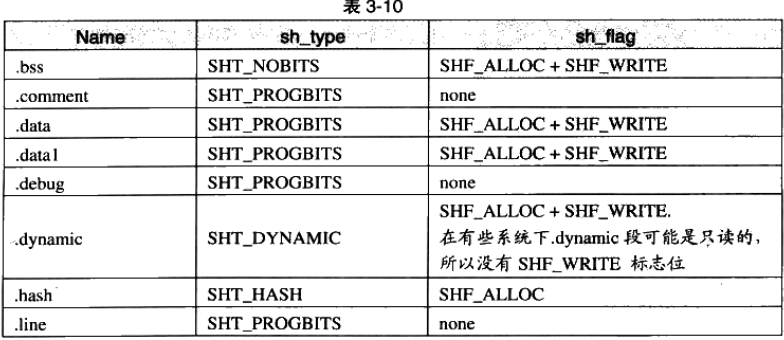 表 3-10
Name sh_type sh_flag
.bss SHT_NOBITS SHF_ALLOC + SHF_WRITE
.comment SHT_PROGBITS none
.data SHT_PROGBITS SHF_ALLOC + SHF_WRITE
.data1 SHT_PROGBITS SHF_ALLOC + SHF_WRITE
.debug SHT_PROGBITS none
.dynamic SHT_DYNAMIC SHF_ALLOC + SHF_WRITE.
在有些系统下.dynamic 段可能是只读的，
所以没有 SHF_WRITE 标志位
.hash SHT_HASH SHF_ALLOC
.line SHT_PROGBITS none